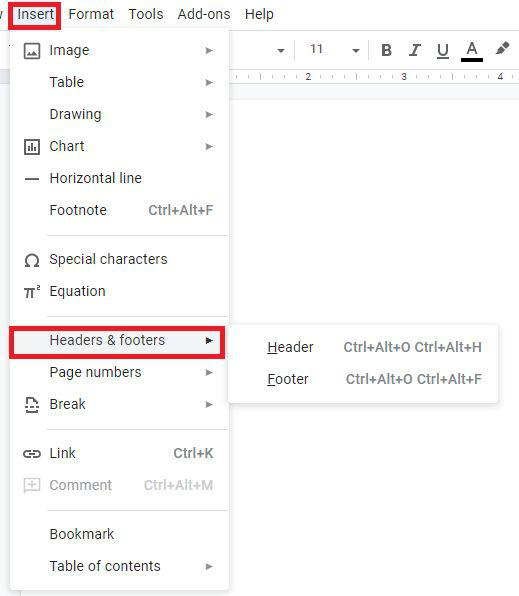 Insert Format Tools Add-ons Help
Image
11 B I U A
Table
2 3 4
Drawing
Chart
Horizontal line
Footnote Ctrl+Alt+F
Special characters
π² Equation
Headers & footers
Header Ctrl+Alt+O Ctrl+Alt+H
Page numbers
Footer Ctrl+Alt+O Ctrl+Alt+F
Break
Link Ctrl+K
Comment Ctrl+Alt+M
Bookmark
Table of contents